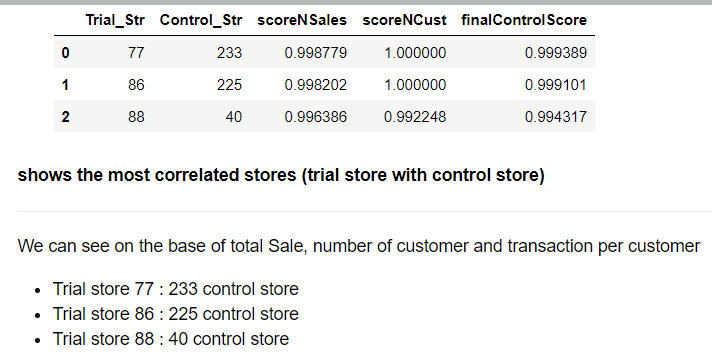 Trial_Str Control_Str scoreNSales scoreNCust finalControlScore
0 77 233 0.998779 1.000000 0.999389
1 86 225 0.998202 1.000000 0.999101
2 88 40 0.996386 0.992248 0.994317
shows the most correlated stores (trial store with control store)
We can see on the base of total Sale, number of customer and transaction per customer
• Trial store 77 : 233 control store
• Trial store 86 : 225 control store
• Trial store 88 : 40 control store